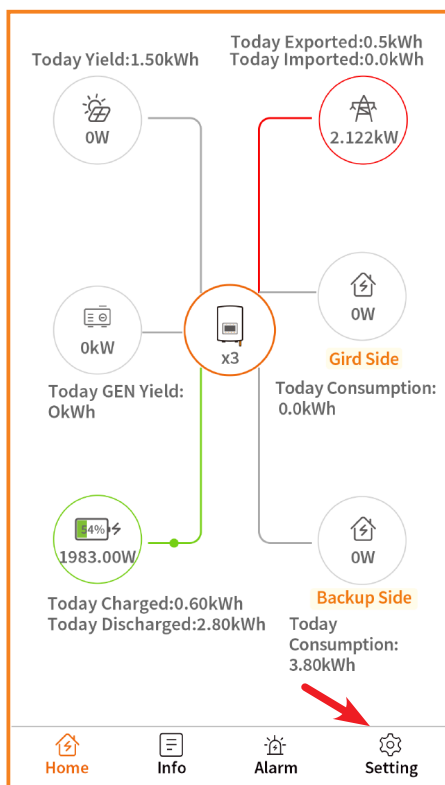 Today Exported:0.5kWh
Today Yield:1.50kWh
Today Imported:0.0kWh
0W
2.122kW
0W
0kW
x3
Gird Side
Today GEN Yield:
OkWh
Today Consumption:
0.0kWh
54%
1983.00W
0W
Backup Side
Today Charged:0.60kWh
Today Discharged:2.80kWh
Today
Consumption:
3.80kWh
Home
Info
Alarm
Setting